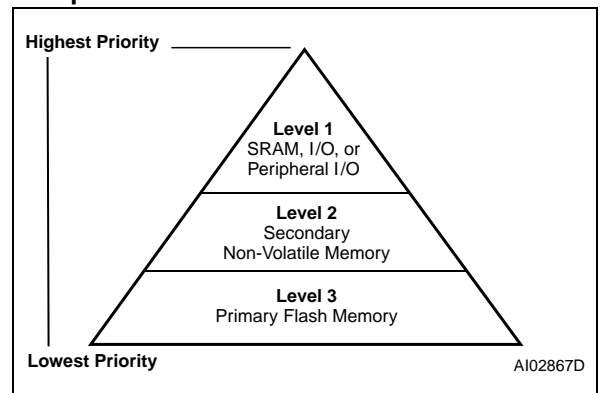 Highest Priority
Level 1
SRAM, I/O, or
Peripheral I/O
Level 2
Secondary
Non-Volatile Memory
Level 3
Primary Flash Memory
Lowest Priority
AI02867D